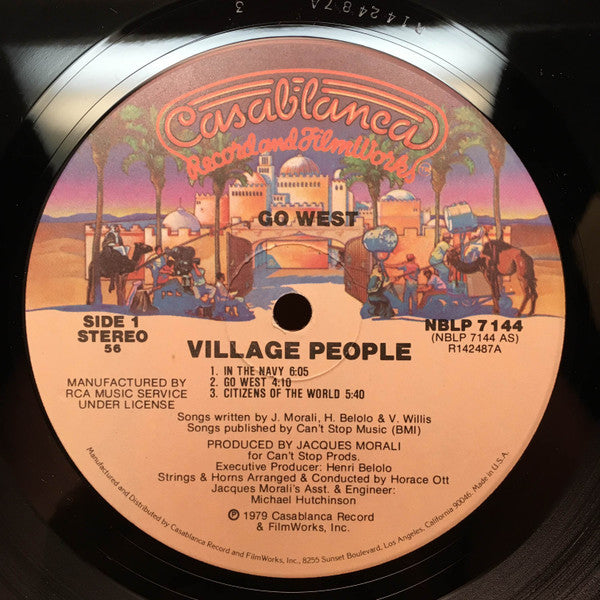 R142487A
3
Casablanca
Record and FilmWorks
GO WEST
SIDE 1
STEREO
56
NBLP 7144
(NBLP 7144 AS)
R142487A
VILLAGE PEOPLE
MANUFACTURED BY
RCA MUSIC SERVICE
UNDER LICENSE
1. IN THE NAVY 6:05
2. GO WEST 4:10
3. CITIZENS OF THE WORLD 5:40
Songs written by J. Morali, H. Belolo & V. Willis
Songs published by Can't Stop Music (BMI)
PRODUCED BY JACQUES MORALI
for Can't Stop Prods.
Executive Producer: Henri Belolo
Strings & Horns Arranged & Conducted by Horace Ott
Jacques Morali's Asst. & Engineer:
Michael Hutchinson
℗ 1979 Casablanca Record
& FilmWorks, Inc.
Manufactured and Distributed by Casablanca Record and FilmWorks, Inc., 8255 Sunset Boulevard, Los Angeles, California 90046. Made in U.S.A.